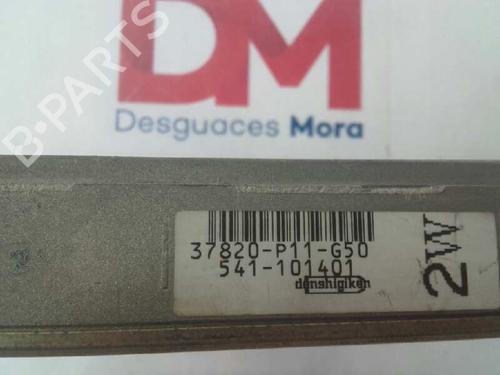 DM
Desguaces Mora
B-PARTS
37820-P11-G50
541-101401
denshigiken
2W